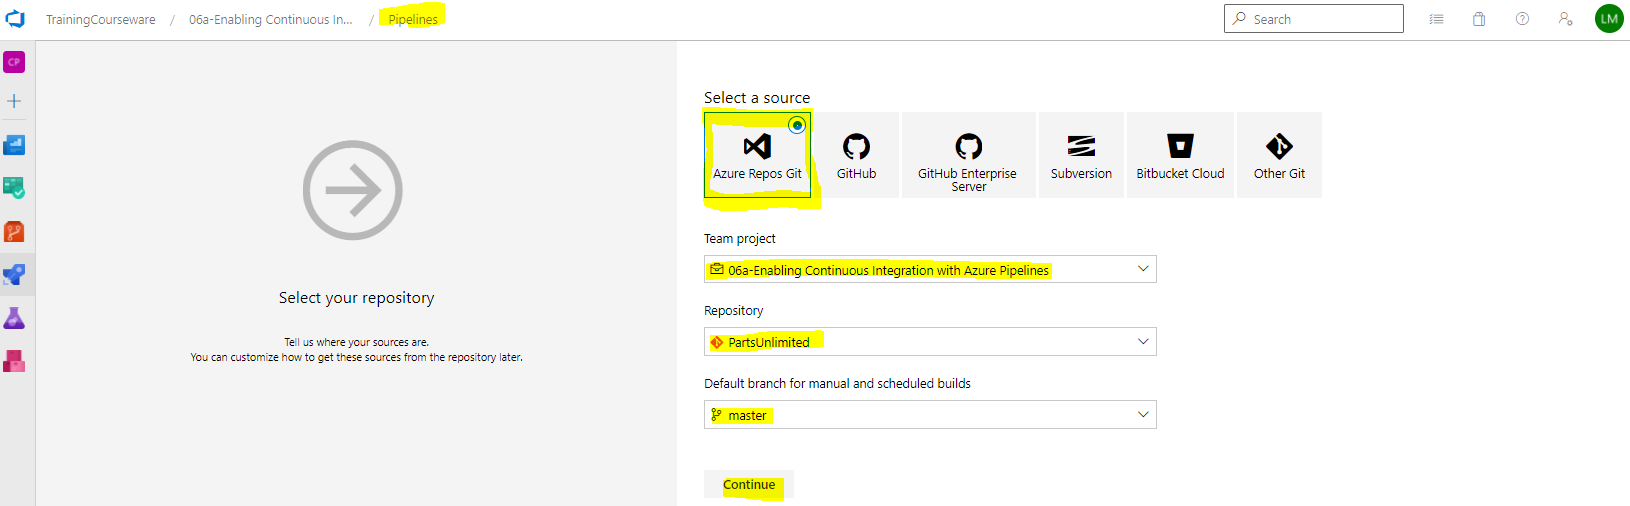 TrainingCourseware / 06a-Enabling Continuous In... / Pipelines
Search
LM
CP
Select your repository
Tell us where your sources are.
You can customize how to get these sources from the repository later.
Select a source
Azure Repos Git
GitHub
GitHub Enterprise
Server
Subversion
Bitbucket Cloud
Other Git
Team project
06a-Enabling Continuous Integration with Azure Pipelines
Repository
PartsUnlimited
Default branch for manual and scheduled builds
master
Continue